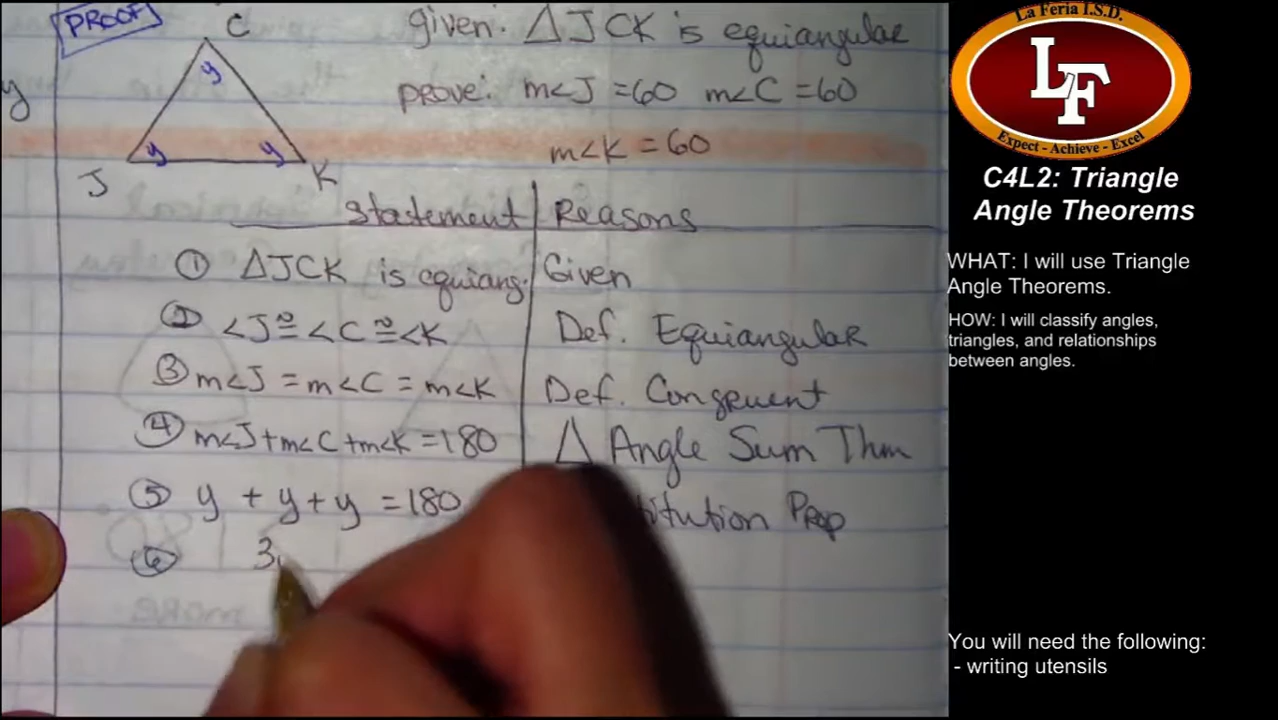 PROOF
C
given: △JCK is equiangular
y
prove: m∠J = 60 m∠C = 60
y
y y
m∠K = 60
J K
Statement Reasons
① △JCK is equiang. Given
② ∠J ≅ ∠C ≅ ∠K Def. Equiangular
③ m∠J = m∠C = m∠K Def. Congruent
④ m∠J + m∠C + m∠K = 180 △ Angle Sum Thm
⑤ y + y + y = 180 Prop
⑥ 3
La Feria I.S.D.
LF
Expect - Achieve - Excel
C4L2: Triangle
Angle Theorems
WHAT: I will use Triangle
Angle Theorems.
HOW: I will classify angles,
triangles, and relationships
between angles.
You will need the following:
- writing utensils